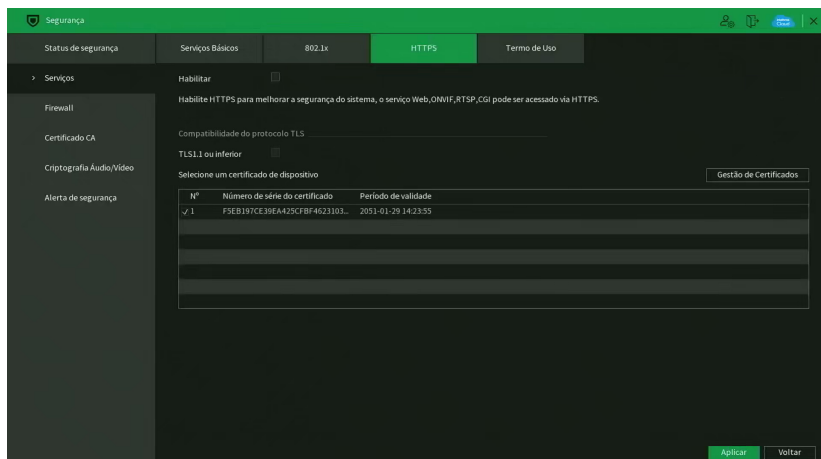 Segurança
Status de segurança
Serviços Básicos
802.1x
HTTPS
Termo de Uso
> Serviços
Firewall
Certificado CA
Criptografia Áudio/Vídeo
Alerta de segurança
Habilitar
Habilite HTTPS para melhorar a segurança do sistema, o serviço Web,ONVIF,RTSP,CGI pode ser acessado via HTTPS.
Compatibilidade do protocolo TLS
TLS1.1 ou inferior
Selecione um certificado de dispositivo
Gestão de Certificados
Nº Número de série do certificado Período de validade
1 F5EB197CE39EA425CFBF4623103... 2051-01-29 14:23:55
Aplicar
Voltar